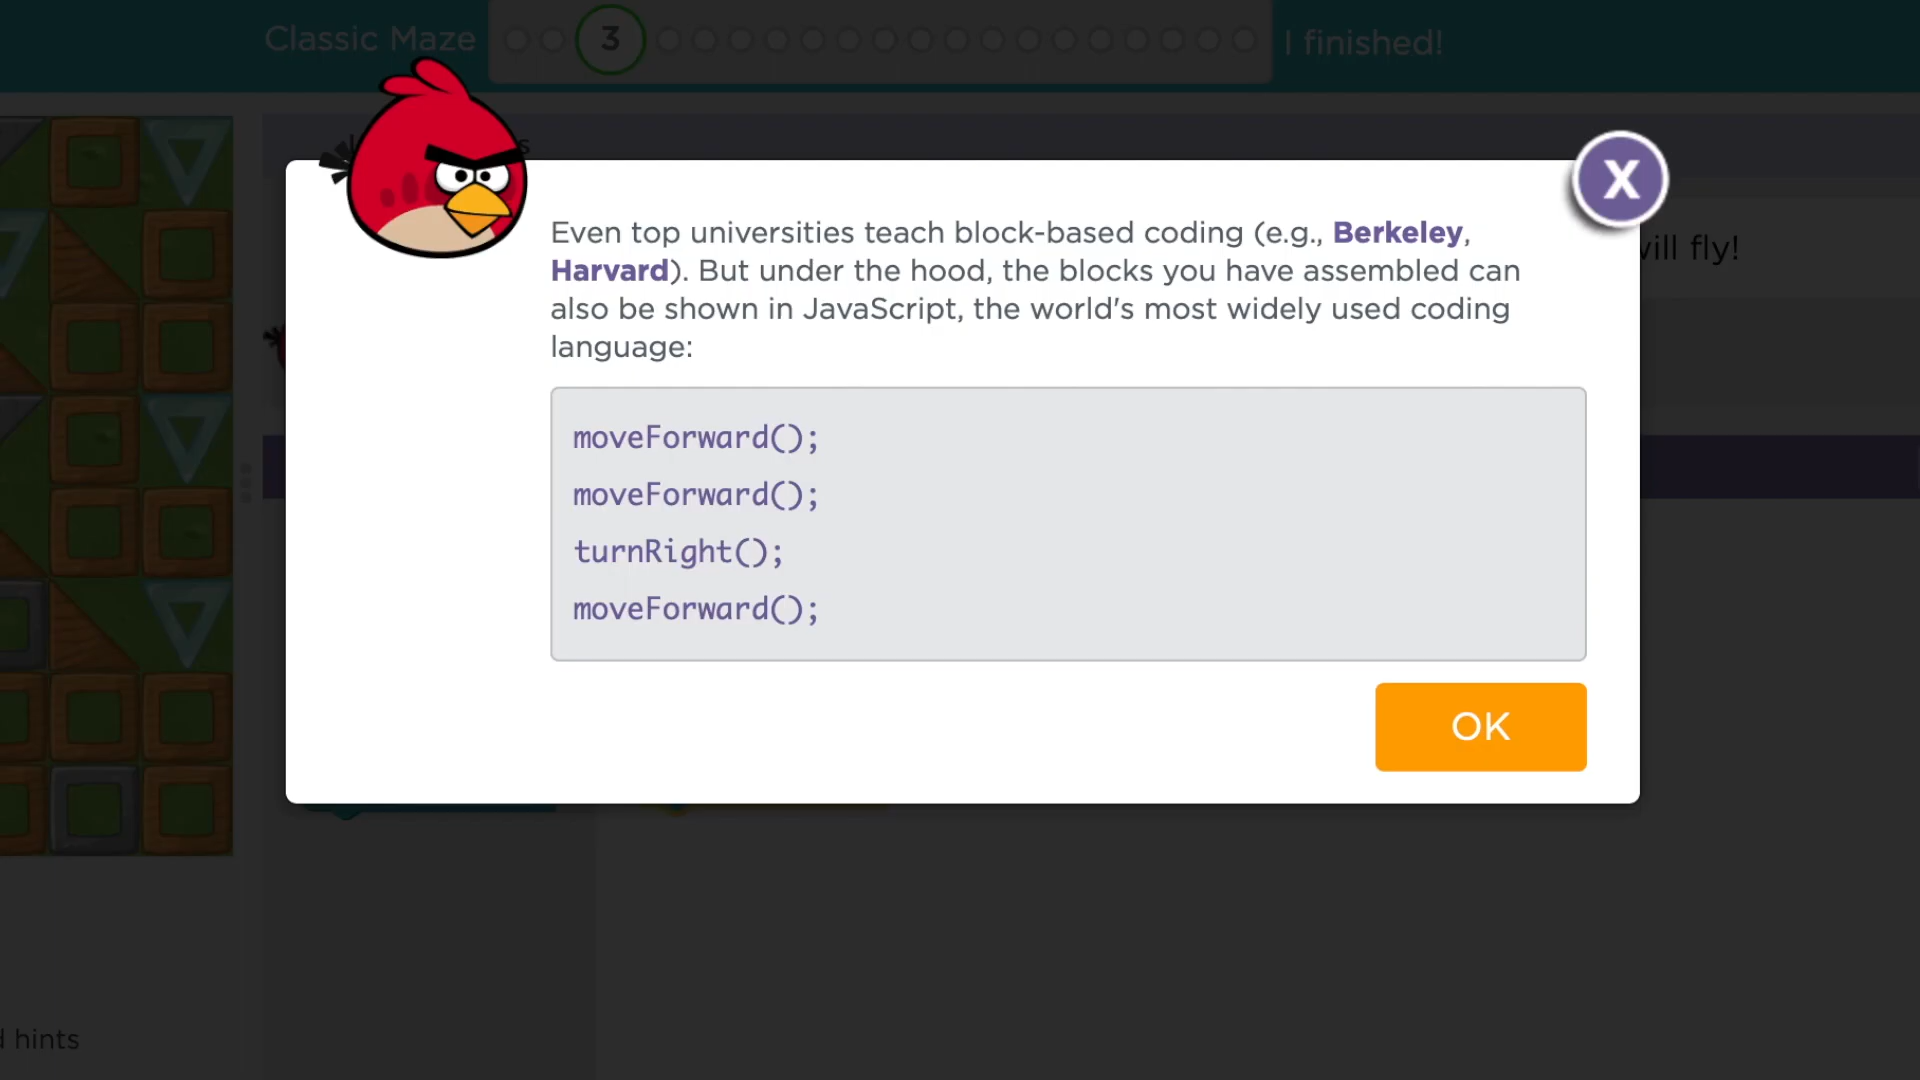 Classic Maze
3
I finished!
X
Even top universities teach block-based coding (e.g., Berkeley,
Harvard). But under the hood, the blocks you have assembled can
also be shown in JavaScript, the world's most widely used coding
language:
will fly!
moveForward();
moveForward();
turnRight();
moveForward();
OK
hints